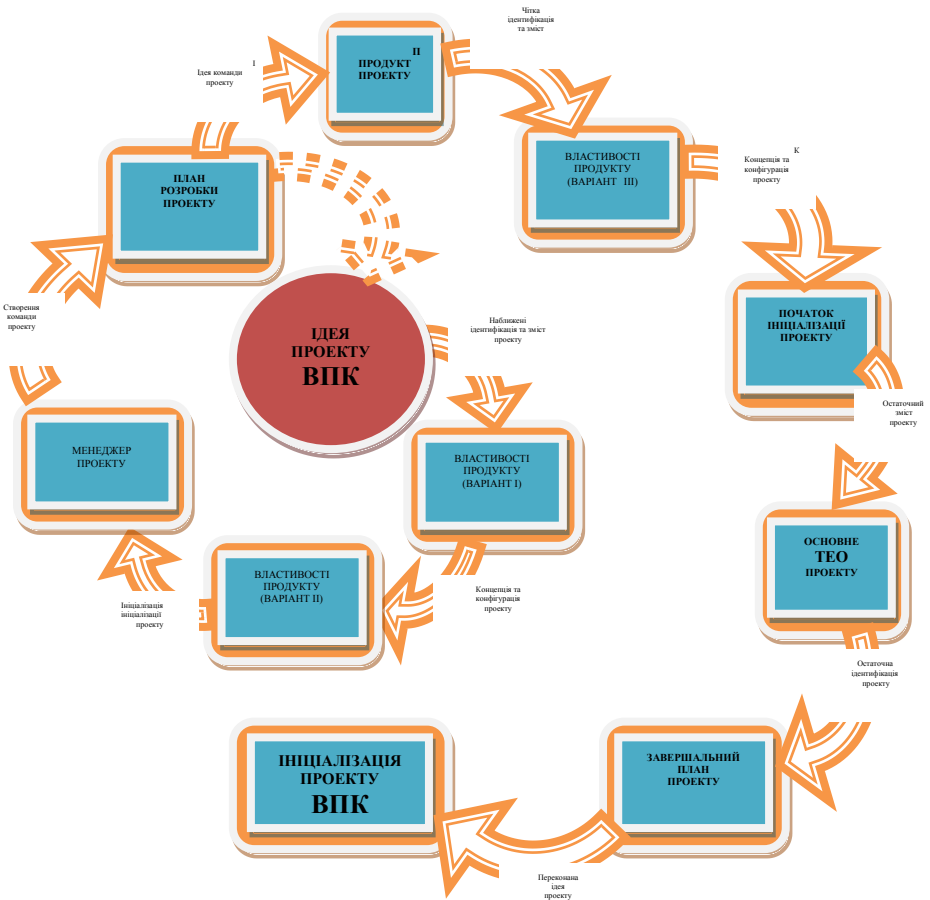 Чітка
ідентифікація
та зміст
П
ПРОДУКТ
ПРОЕКТУ
І
Ідея команди
проекту
ВЛАСТИВОСТІ
ПРОДУКТУ
(ВАРІАНТ ІІІ)
К
Концепція та
конфігурація
проекту
ПЛАН
РОЗРОБКИ
ПРОЕКТУ
Створення
команди
проекту
ІДЕЯ
ПРОЕКТУ
ВПК
Наближені
ідентифікація та зміст
проекту
ПОЧАТОК
ІНІЦІАЛІЗАЦІЇ
ПРОЕКТУ
Остаточний
зміст
проекту
МЕНЕДЖЕР
ПРОЕКТУ
ВЛАСТИВОСТІ
ПРОДУКТУ
(ВАРІАНТ І)
ОСНОВНЕ
ТЕО
ПРОЕКТУ
ВЛАСТИВОСТІ
ПРОДУКТУ
(ВАРІАНТ ІІ)
Концепція та
конфігурація
проекту
Ініціалізація
ініціалізації
проекту
Остаточна
ідентифікація
проекту
ІНІЦІАЛІЗАЦІЯ
ПРОЕКТУ
ВПК
ЗАВЕРШАЛЬНИЙ
ПЛАН
ПРОЕКТУ
Переконана
ідея
проекту